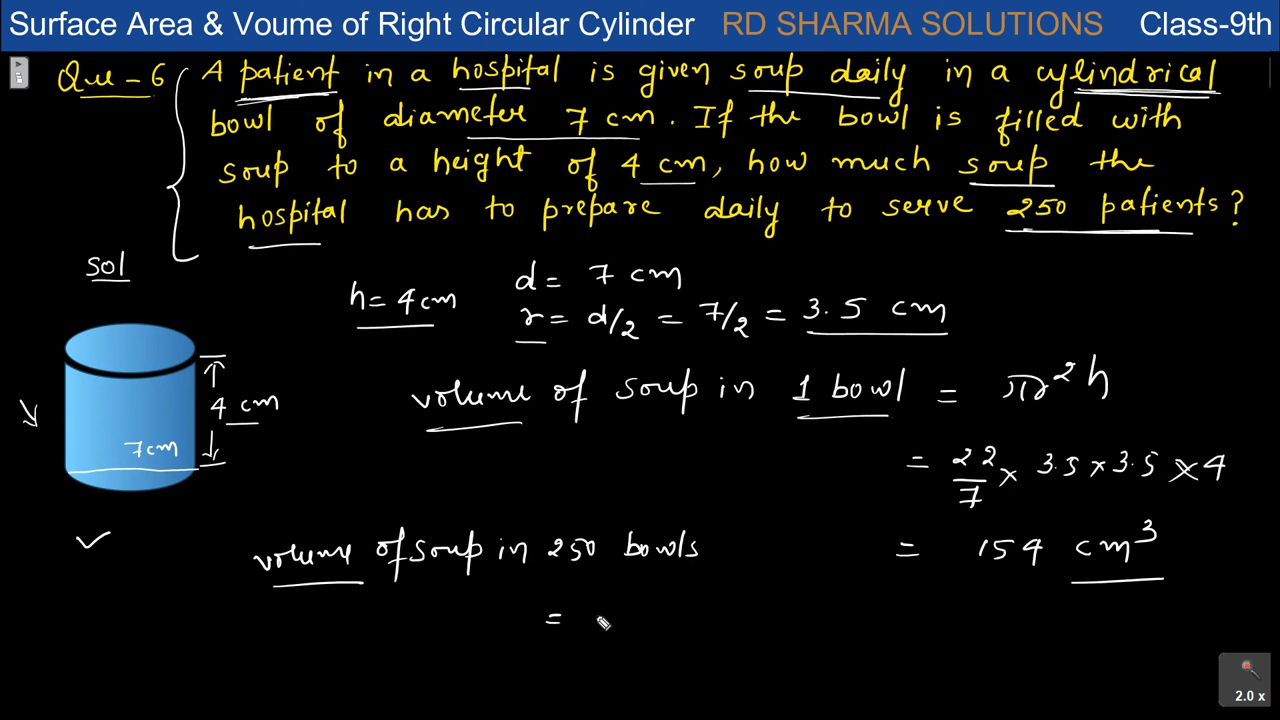 Surface Area & Voume of Right Circular Cylinder RD SHARMA SOLUTIONS Class-9th
Que - 6 A patient in a hospital is given soup daily in a cylindrical
bowl of diameter 7 cm. If the bowl is filled with
soup to a height of 4 cm, how much soup the
hospital has to prepare daily to serve 250 patients?
Sol
h = 4 cm d = 7 cm
r = d/2 = 7/2 = 3.5 cm
volume of soup in 1 bowl = πr²h
4 cm
7cm
= 22/7 × 3.5 × 3.5 × 4
volume of soup in 250 bowls = 154 cm³
=
2.0 x